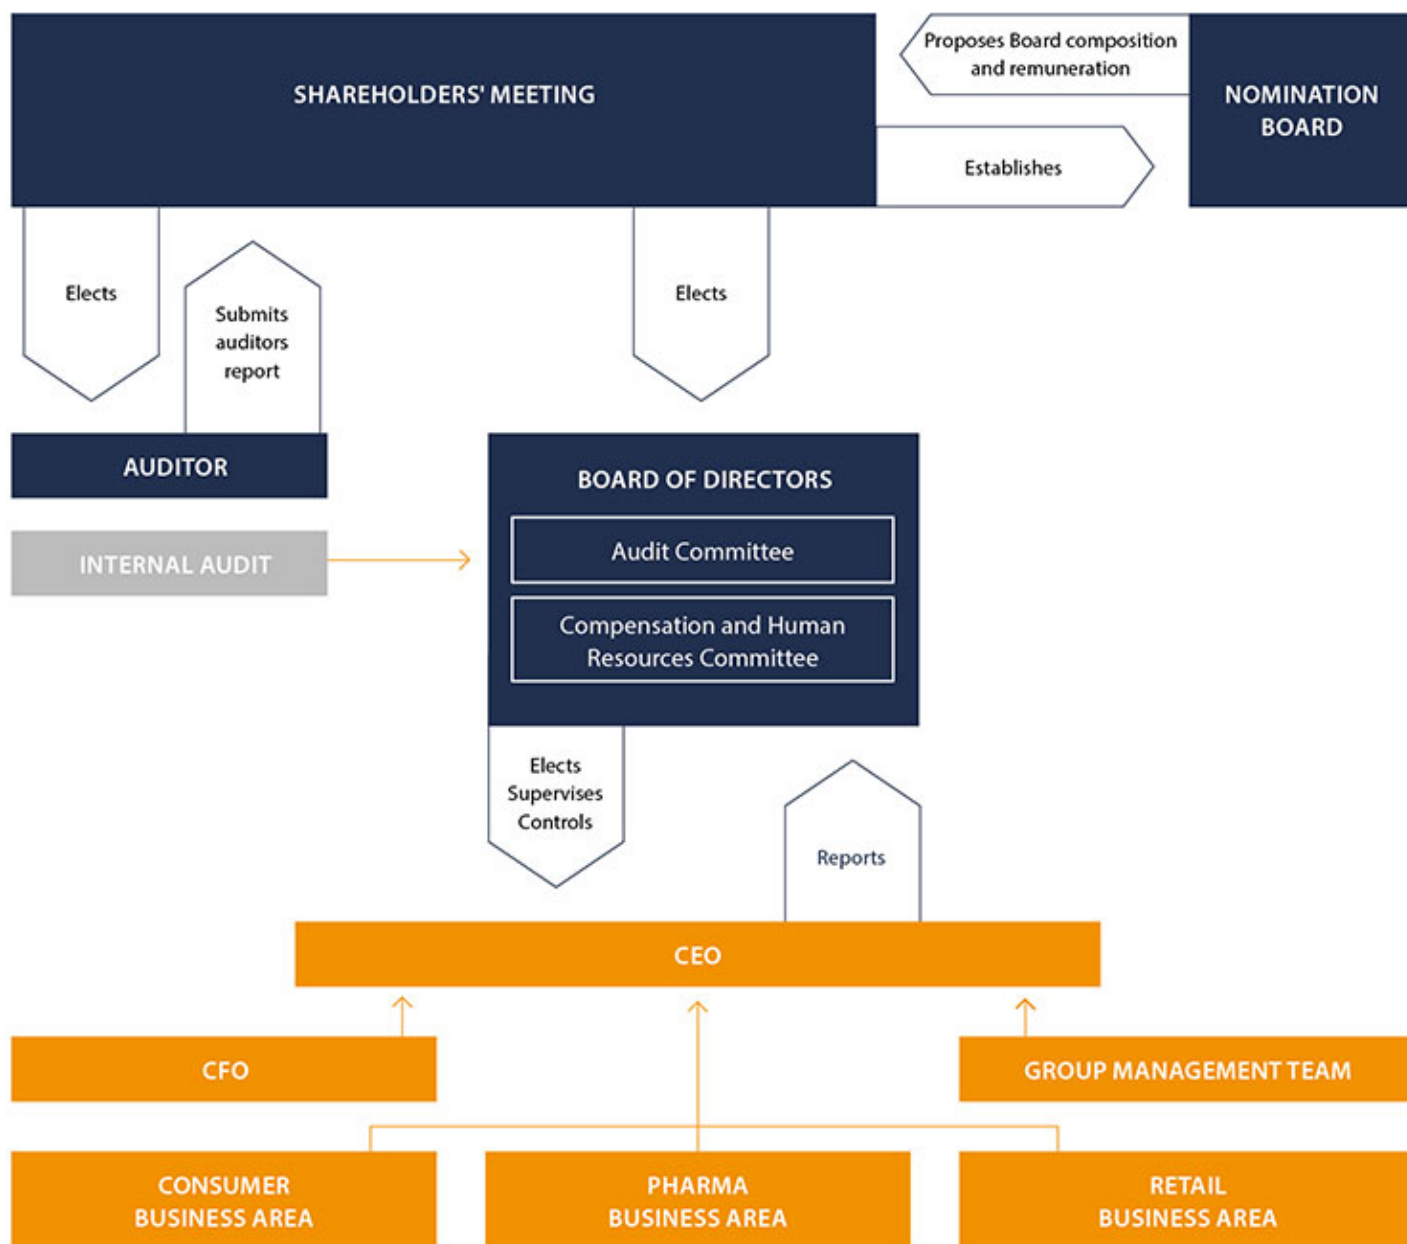 SHAREHOLDERS' MEETING
Proposes Board composition
and remuneration
NOMINATION
BOARD
Establishes
Elects
Submits
auditors
report
Elects
AUDITOR
INTERNAL AUDIT
BOARD OF DIRECTORS
Audit Committee
Compensation and Human
Resources Committee
Elects
Supervises
Controls
Reports
CEO
CFO
GROUP MANAGEMENT TEAM
CONSUMER
BUSINESS AREA
PHARMA
BUSINESS AREA
RETAIL
BUSINESS AREA